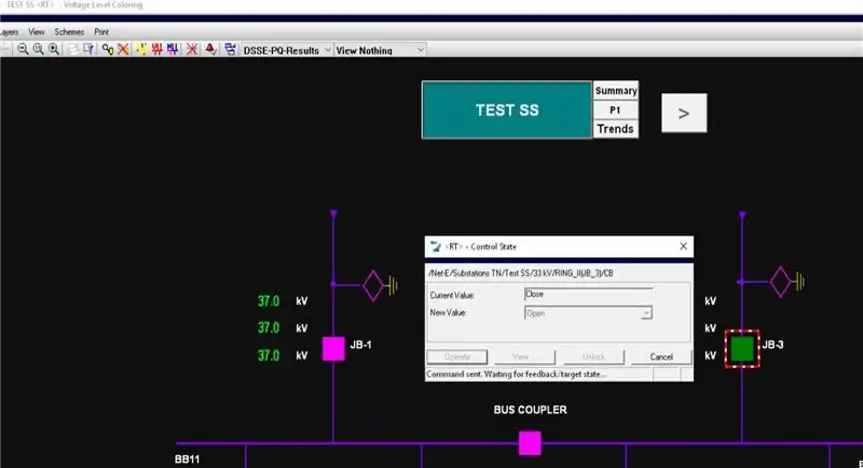 TEST SS <RT> - Voltage Level Coloring
Layers View Schemes Print
DSSE-PQ-Results View Nothing
TEST SS
Summary
P1
Trends
>
<RT> - Control State
/Net-E/Substations TN/Test SS/33 kV/RING_II(JB_3)/CB
Current Value: Close
New Value: Open
Operate View ... Unlock Cancel
Command sent. Waiting for feedback/target state...
37.0 kV
37.0 kV
37.0 kV
JB-1
kV
kV
kV
JB-3
BUS COUPLER
BB11